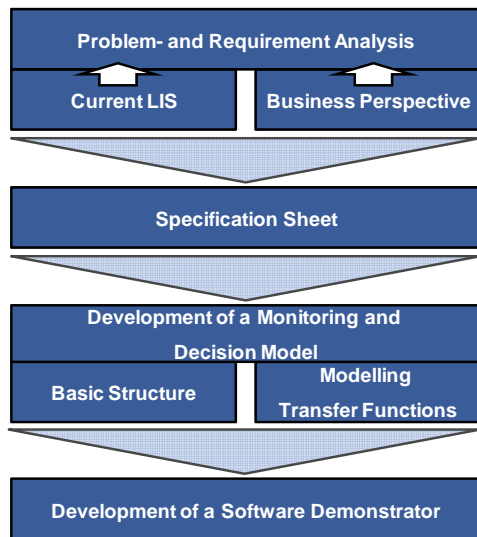 Problem- and Requirement Analysis
Current LIS
Business Perspective
Specification Sheet
Development of a Monitoring and
Decision Model
Basic Structure
Modelling
Transfer Functions
Development of a Software Demonstrator